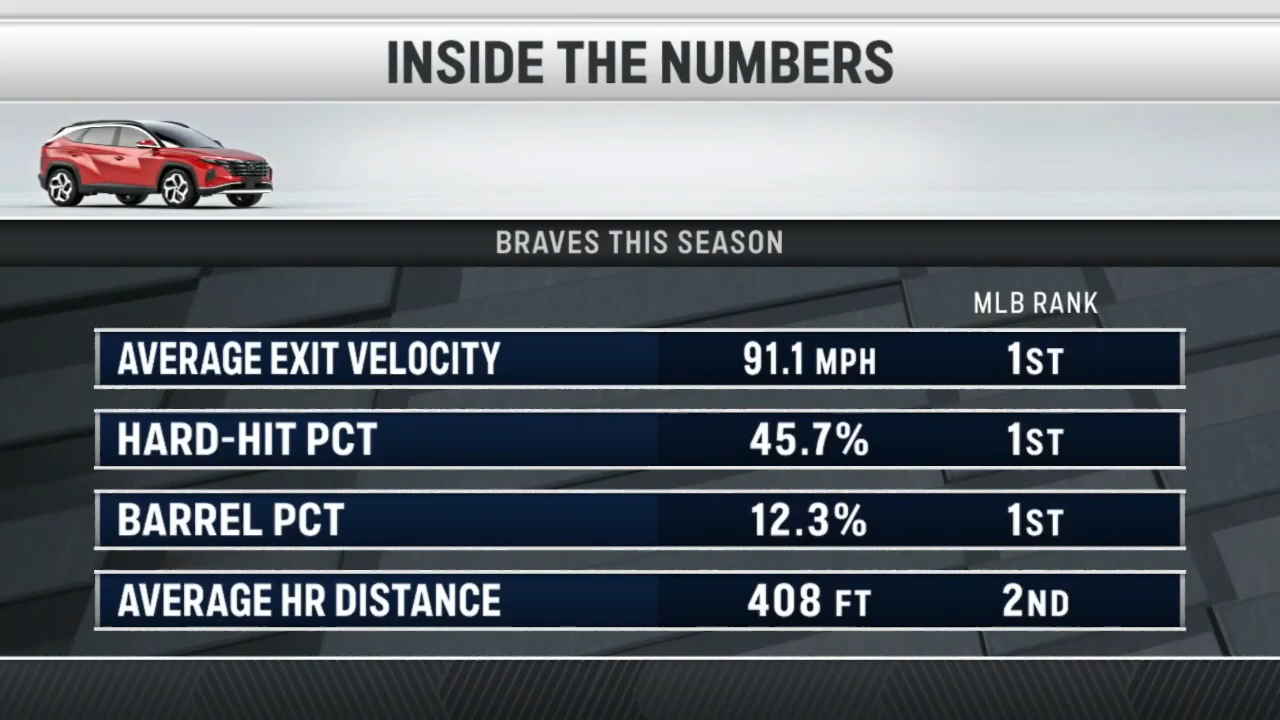 INSIDE THE NUMBERS
BRAVES THIS SEASON
MLB RANK
AVERAGE EXIT VELOCITY 91.1 MPH 1ST
HARD-HIT PCT 45.7% 1ST
BARREL PCT 12.3% 1ST
AVERAGE HR DISTANCE 408 FT 2ND